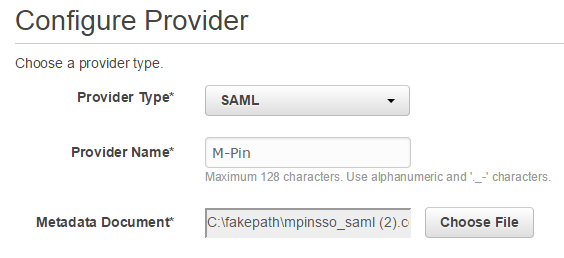 Configure Provider
Choose a provider type.
Provider Type* SAML
Provider Name* M-Pin
Maximum 128 characters. Use alphanumeric and '._-' characters.
Metadata Document* C:\fakepath\mpinsso_saml (2).c Choose File